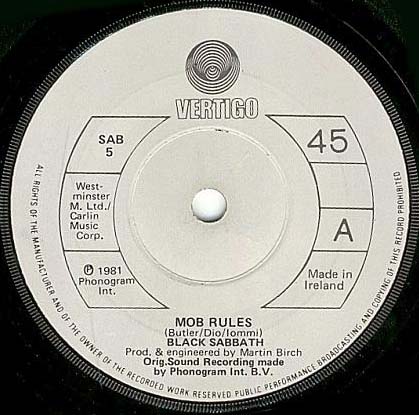 VERTIGO
SAB
5
45
West-
minster
M. Ltd./
Carlin
Music
Corp.
A
℗ 1981
Phonogram
Int.
Made in
Ireland
MOB RULES
(Butler/Dio/Iommi)
BLACK SABBATH
Prod. & engineered by Martin Birch
Orig.Sound Recording made
by Phonogram Int. B.V.
ALL RIGHTS OF THE MANUFACTURER AND OF THE OWNER OF THE RECORDED WORK RESERVED PUBLIC PERFORMANCE BROADCASTING AND COPYING OF THIS RECORD PROHIBITED